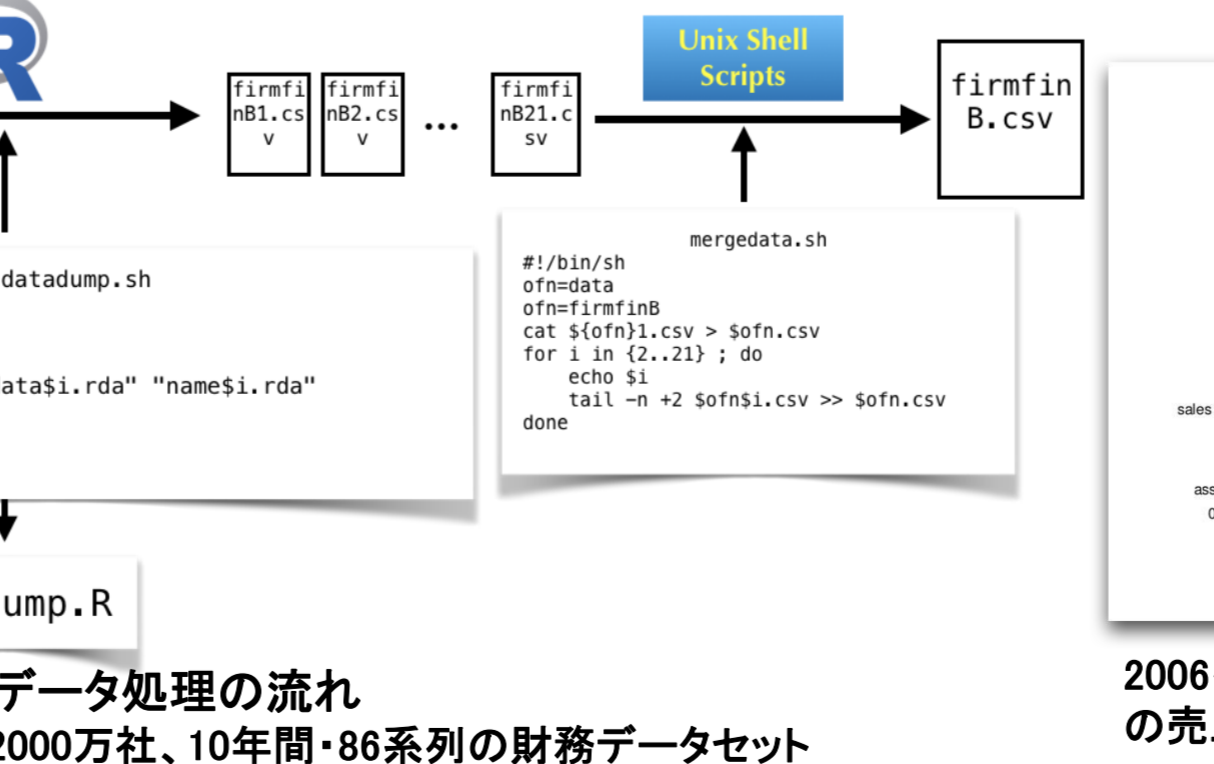 R
Unix Shell
Scripts
firmfi
nB1.cs
v
firmfi
nB2.cs
v
...
firmfi
nB21.c
sv
firmfin
B.csv
datadump.sh
ata$i.rda" "name$i.rda"
mergedata.sh
#!/bin/sh
ofn=data
ofn=firmfinB
cat ${ofn}1.csv > $ofn.csv
for i in {2..21} ; do
    echo $i
    tail -n +2 $ofn$i.csv >> $ofn.csv
done
sales
ass
0
ump.R
データ処理の流れ
2000万社、10年間・86系列の財務データセット
2006
の売